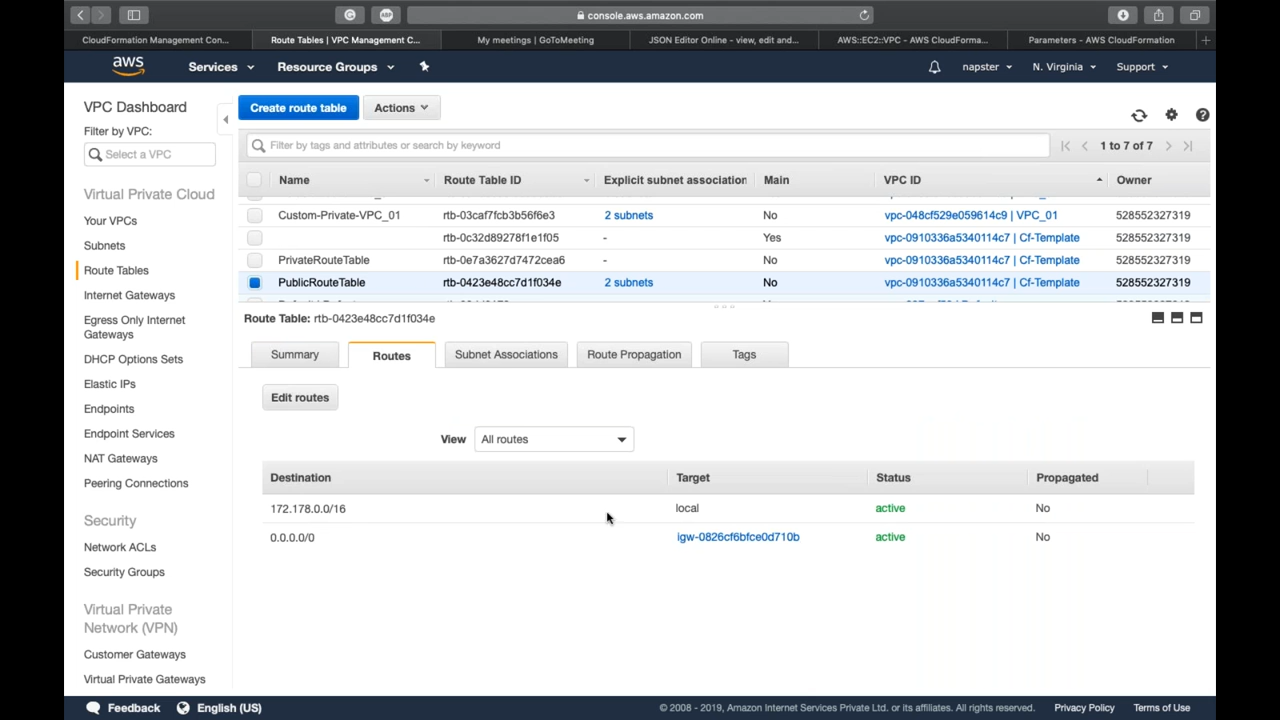 console.aws.amazon.com
CloudFormation Management Con...
Route Tables | VPC Management C...
My meetings | GoToMeeting
JSON Editor Online - view, edit and...
AWS::EC2::VPC - AWS CloudForma...
Parameters - AWS CloudFormation
aws
Services
Resource Groups
napster
N. Virginia
Support
VPC Dashboard
Filter by VPC:
Select a VPC
Virtual Private Cloud
Your VPCs
Subnets
Route Tables
Internet Gateways
Egress Only Internet
Gateways
DHCP Options Sets
Elastic IPs
Endpoints
Endpoint Services
NAT Gateways
Peering Connections
Security
Network ACLs
Security Groups
Virtual Private
Network (VPN)
Customer Gateways
Virtual Private Gateways
Create route table
Actions
Filter by tags and attributes or search by keyword
1 to 7 of 7
Name Route Table ID Explicit subnet association Main VPC ID Owner
Custom-Private-VPC_01 rtb-03caf7fcb3b56f6e3 2 subnets No vpc-048cf529e059614c9 | VPC_01 528552327319
rtb-0c32d89278f1e1f05 - Yes vpc-0910336a5340114c7 | Cf-Template 528552327319
PrivateRouteTable rtb-0e7a3627d7472cea6 - No vpc-0910336a5340114c7 | Cf-Template 528552327319
PublicRouteTable rtb-0423e48cc7d1f034e 2 subnets No vpc-0910336a5340114c7 | Cf-Template 528552327319
Route Table: rtb-0423e48cc7d1f034e
Summary
Routes
Subnet Associations
Route Propagation
Tags
Edit routes
View All routes
Destination Target Status Propagated
172.178.0.0/16 local active No
0.0.0.0/0 igw-0826cf6bfce0d710b active No
Feedback
English (US)
© 2008 - 2019, Amazon Internet Services Private Ltd. or its affiliates. All rights reserved.
Privacy Policy
Terms of Use